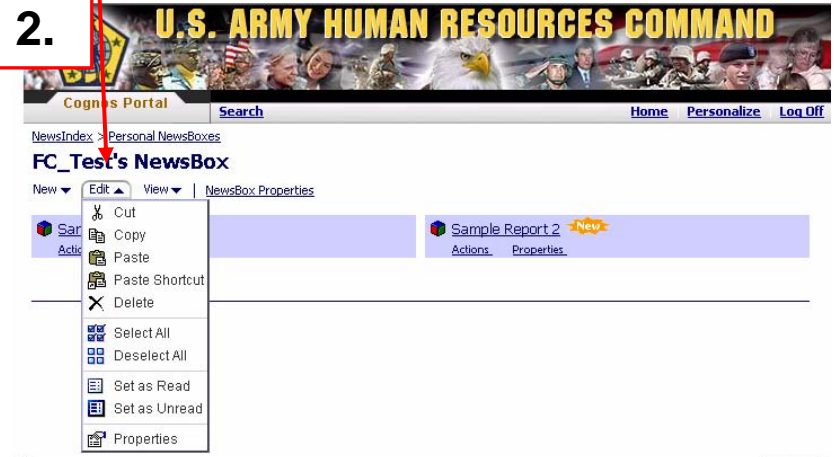 2.
U.S. ARMY HUMAN RESOURCES COMMAND
Cognos Portal Search Home Personalize Log Off
NewsIndex > Personal NewsBoxes
FC_Test's NewsBox
New Edit View | NewsBox Properties
Cut
Copy
Paste
Paste Shortcut
Delete
Select All
Deselect All
Set as Read
Set as Unread
Properties
Sample Report 2 New
Actions Properties